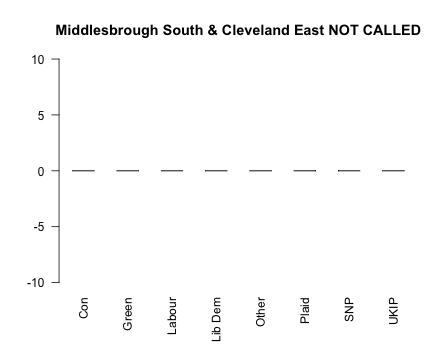 Middlesbrough South & Cleveland East NOT CALLED
10
5
0
-5
-10
Con
Green
Labour
Lib Dem
Other
Plaid
SNP
UKIP